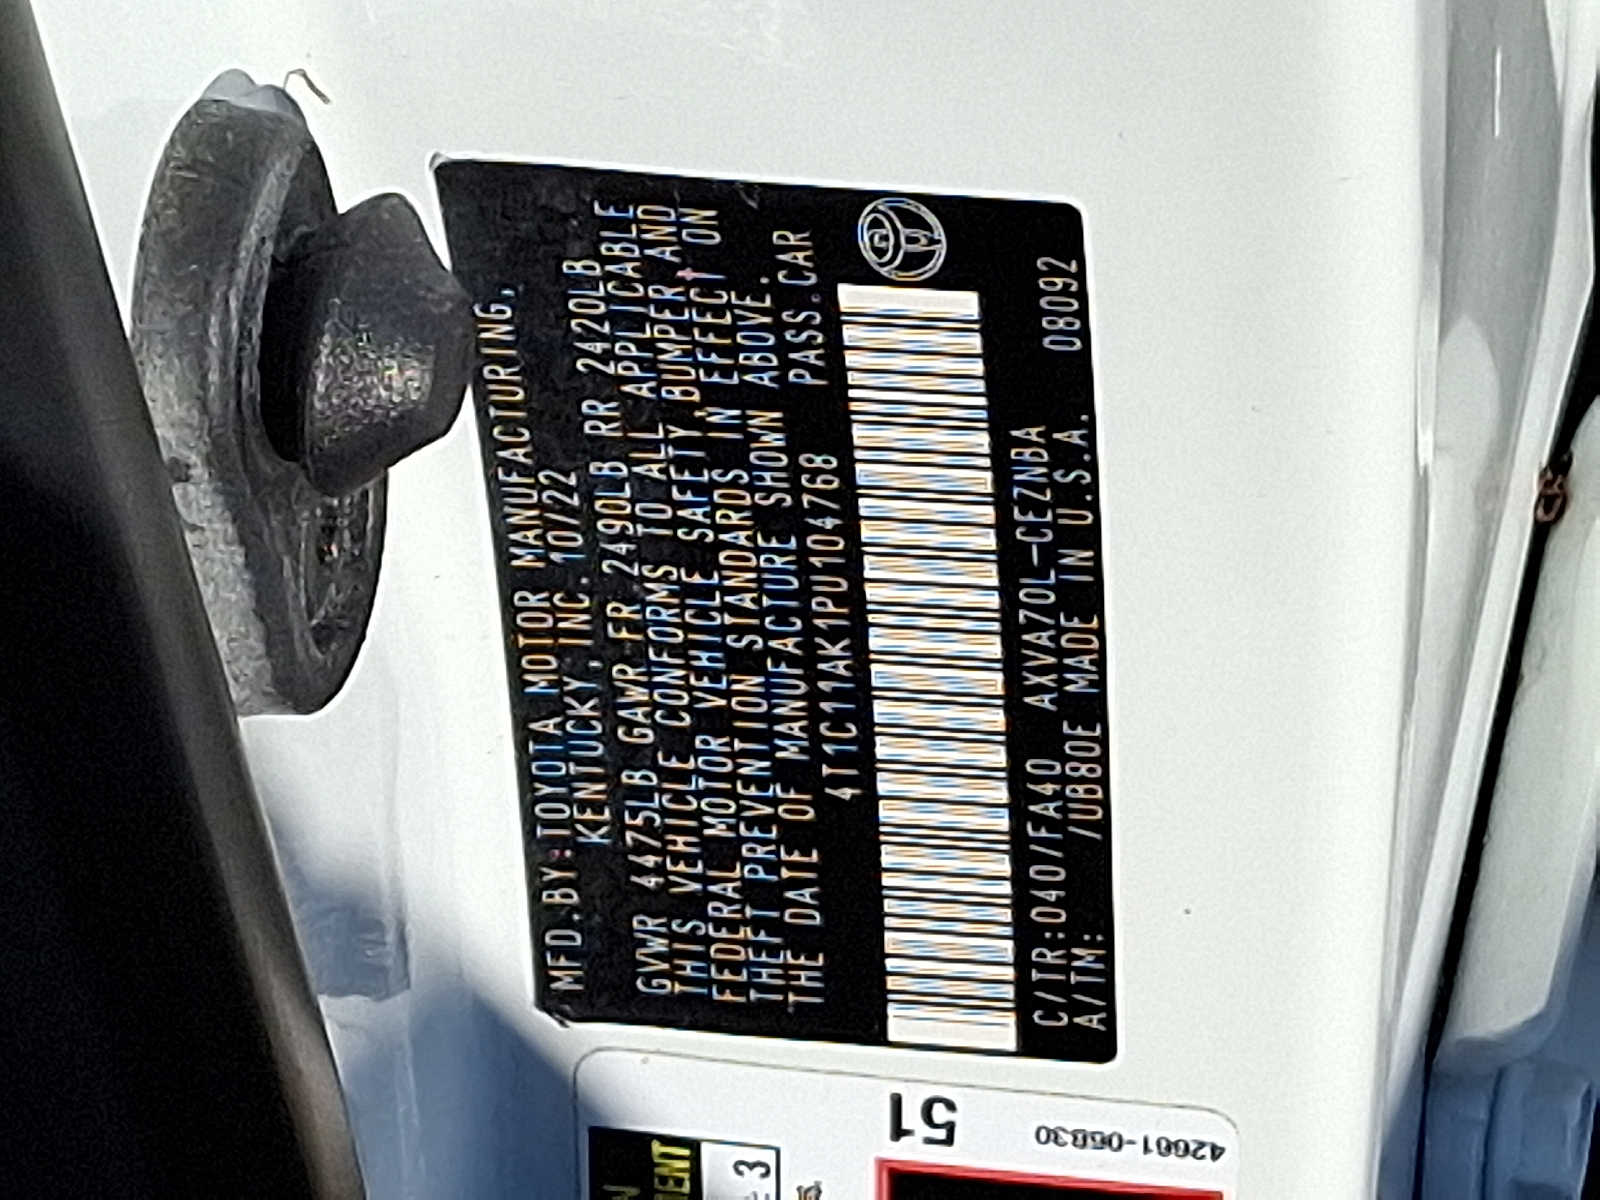 MFD.BY:TOYOTA MOTOR MANUFACTURING,
KENTUCKY, INC. 10/22
GVWR 4475LB GAWR FR 2490LB RR 2420LB
THIS VEHICLE CONFORMS TO ALL APPLICABLE
FEDERAL MOTOR VEHICLE SAFETY,BUMPER,AND
THEFT PREVENTION STANDARDS IN EFFECT ON
THE DATE OF MANUFACTURE SHOWN ABOVE.
4T1C11AK1PU104768 PASS.CAR
C/TR:040/FA40 AXVA70L-CEZNBA 08092
A/TM: /UB80E MADE IN U.S.A.
51
42661-06B30
3